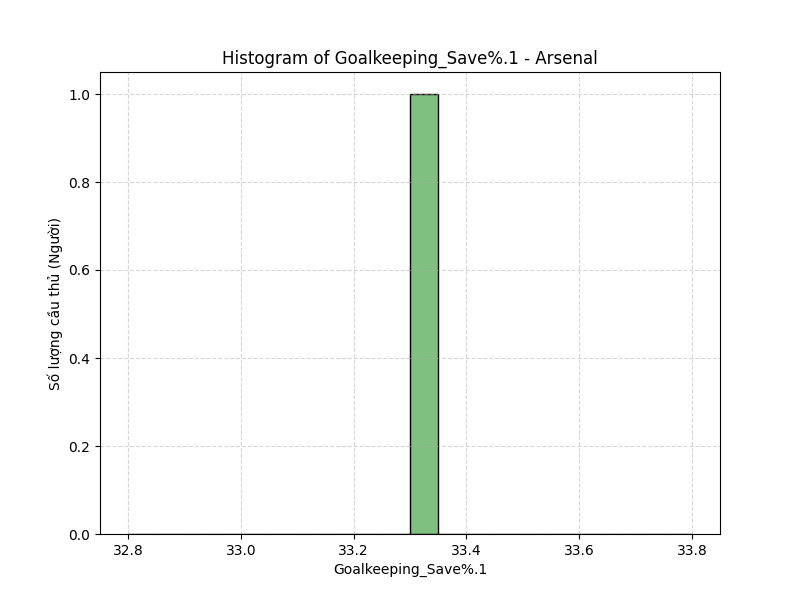 Histogram of Goalkeeping_Save%.1 - Arsenal
1.0
0.8
0.6
0.4
0.2
0.0
Số lượng cầu thủ (Người)
32.8 33.0 33.2 33.4 33.6 33.8
Goalkeeping_Save%.1